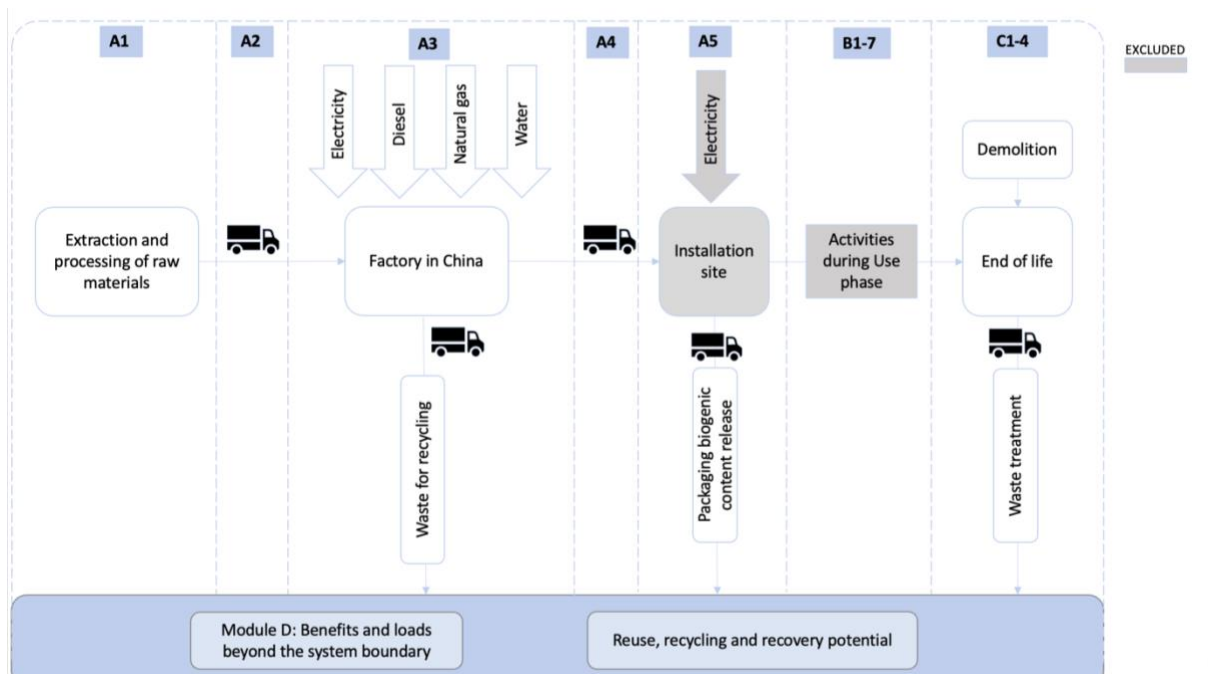 A1
A2
A3
A4
A5
B1-7
C1-4
EXCLUDED
Electricity
Diesel
Natural gas
Water
Electricity
Demolition
Extraction and
processing of raw
materials
Factory in China
Installation
site
Activities
during Use
phase
End of life
Waste for recycling
Packaging biogenic
content release
Waste treatment
Module D: Benefits and loads
beyond the system boundary
Reuse, recycling and recovery potential